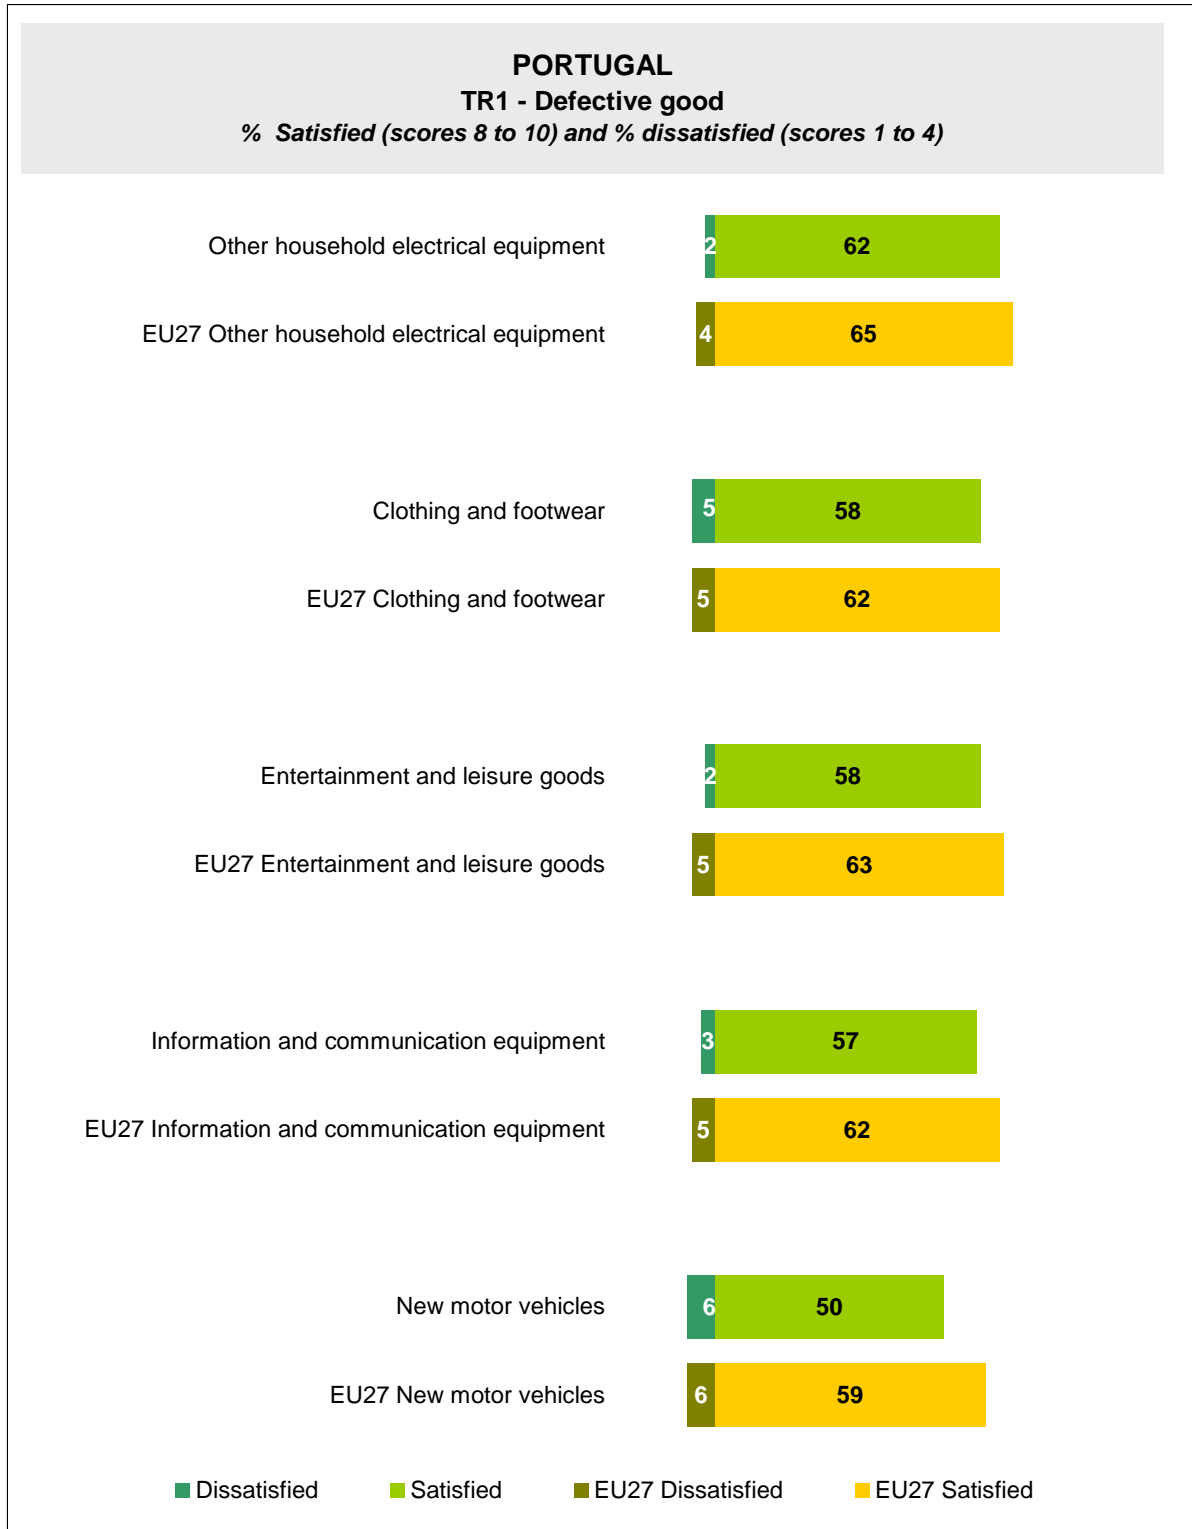 PORTUGAL
TR1 - Defective good
% Satisfied (scores 8 to 10) and % dissatisfied (scores 1 to 4)
Other household electrical equipment 2 62
EU27 Other household electrical equipment 4 65
Clothing and footwear 5 58
EU27 Clothing and footwear 5 62
Entertainment and leisure goods 2 58
EU27 Entertainment and leisure goods 5 63
Information and communication equipment 3 57
EU27 Information and communication equipment 5 62
New motor vehicles 6 50
EU27 New motor vehicles 6 59
Dissatisfied Satisfied EU27 Dissatisfied EU27 Satisfied